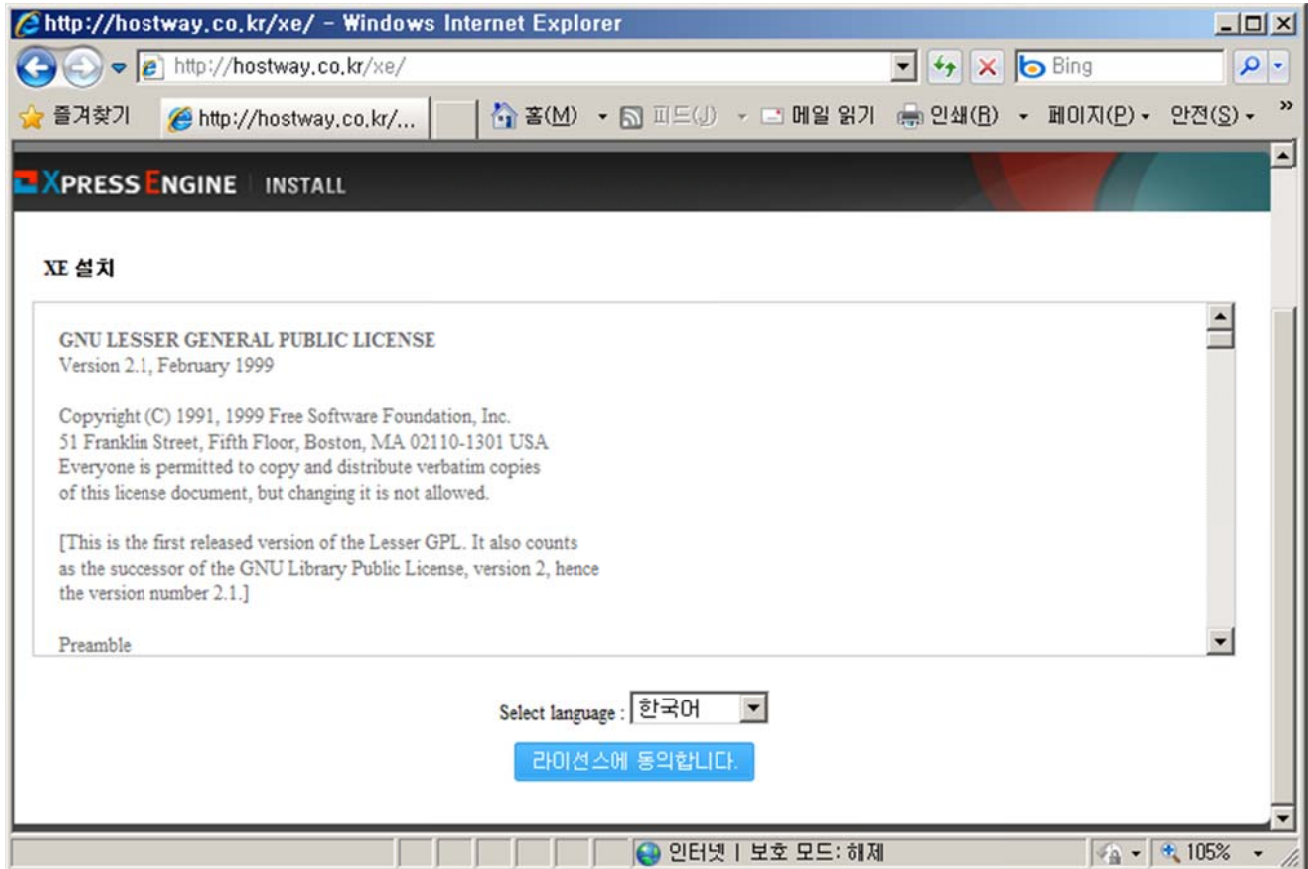 http://hostway.co.kr/xe/ - Windows Internet Explorer
http://hostway.co.kr/xe/
Bing
즐겨찾기
http://hostway.co.kr/...
홈(M)
피드(J)
메일 읽기
인쇄(R)
페이지(P)
안전(S)
»
XPRESSENGINE | INSTALL
XE 설치
GNU LESSER GENERAL PUBLIC LICENSE
Version 2.1, February 1999
Copyright (C) 1991, 1999 Free Software Foundation, Inc.
51 Franklin Street, Fifth Floor, Boston, MA 02110-1301 USA
Everyone is permitted to copy and distribute verbatim copies
of this license document, but changing it is not allowed.
[This is the first released version of the Lesser GPL. It also counts
as the successor of the GNU Library Public License, version 2, hence
the version number 2.1.]
Preamble
Select language : 한국어
라이선스에 동의합니다.
인터넷 | 보호 모드: 해제
105%